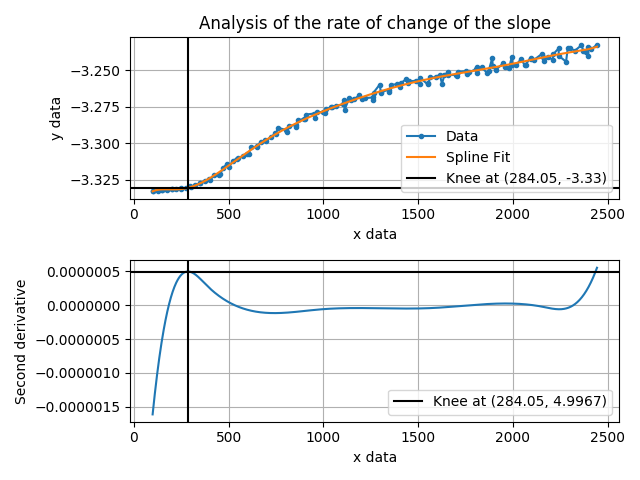 Analysis of the rate of change of the slope
y data
−3.250
−3.275
−3.300
−3.325
Data
Spline Fit
Knee at (284.05, -3.33)
0 500 1000 1500 2000 2500
x data
Second derivative
0.0000005
0.0000000
−0.0000005
−0.0000010
−0.0000015
Knee at (284.05, 4.9967)
0 500 1000 1500 2000 2500
x data